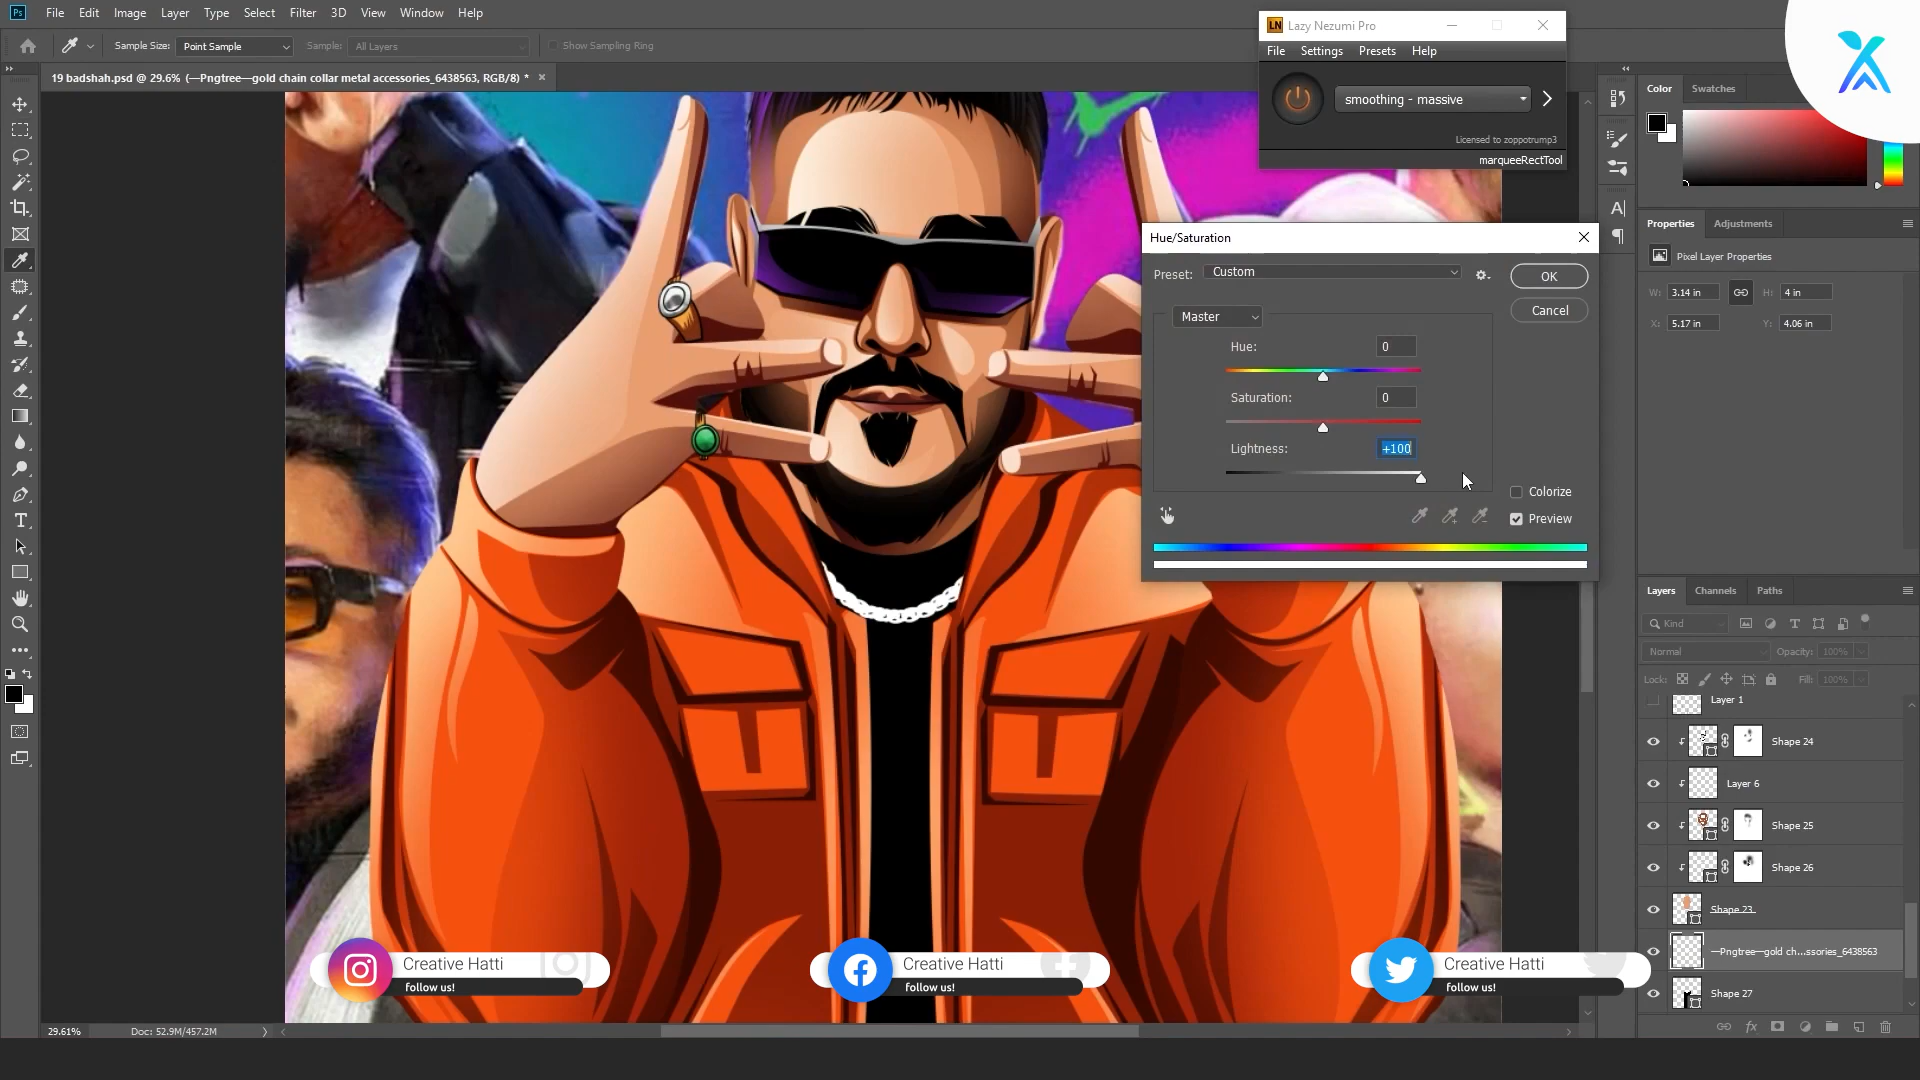 Ps File Edit Image Layer Type Select Filter 3D View Window Help
Sample Size: Point Sample Sample: All Layers Show Sampling Ring
19 badshah.psd @ 29.6% (—Pngtree—gold chain collar metal accessories_6438563, RGB/8) *
LN Lazy Nezumi Pro
File Settings Presets Help
smoothing - massive
Licensed to zoppotrump3
marqueeRectTool
Color Swatches
Properties Adjustments
Pixel Layer Properties
W: 3.14 in H: 4 in
X: 5.17 in Y: 4.06 in
Hue/Saturation
Preset: Custom
OK
Cancel
Master
Hue: 0
Saturation: 0
Lightness: +100
Colorize
Preview
Layers Channels Paths
Kind
Normal Opacity: 100%
Lock: Fill: 100%
Layer 1
Shape 24
Layer 6
Shape 25
Shape 26
Shape 23
—Pngtree—gold ch...ssories_6438563
Shape 27
fx
Creative Hatti
follow us!
Creative Hatti
follow us!
Creative Hatti
follow us!
29.61% Doc: 52.9M/457.2M